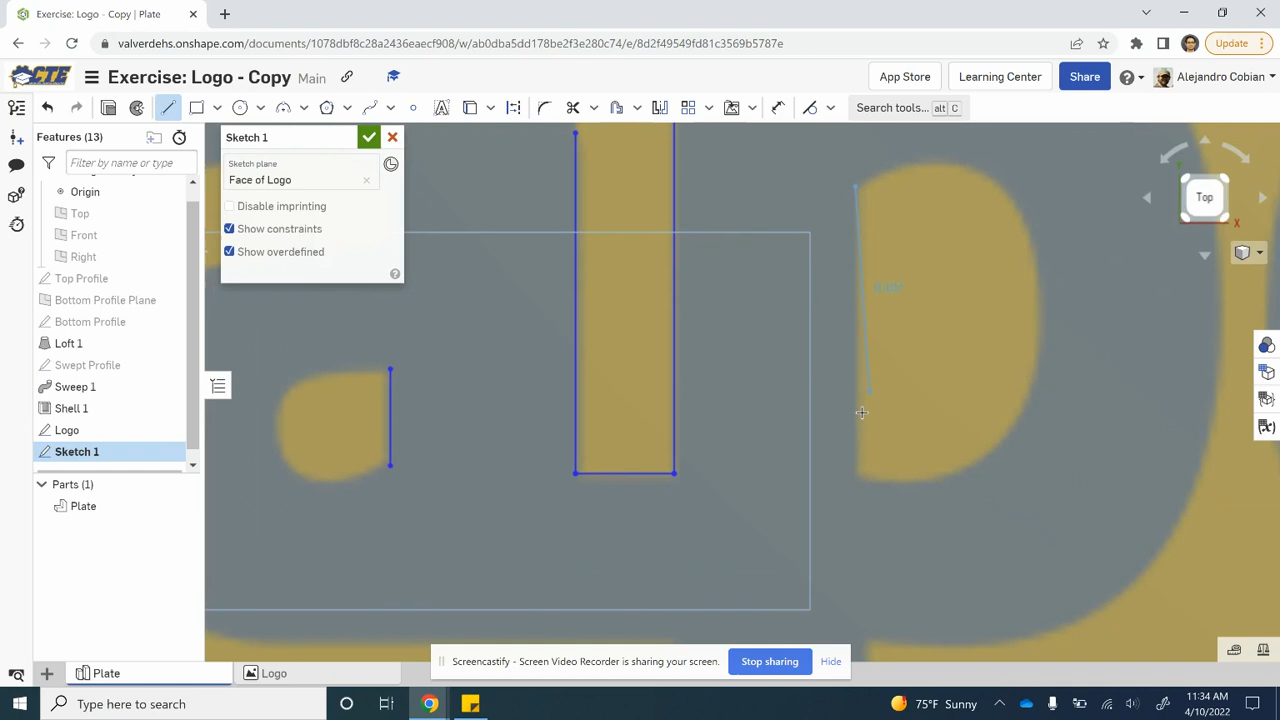 Exercise: Logo - Copy | Plate
valverdehs.onshape.com/documents/1078dbf8c28a2436eaecf908/w/ab0dba5dd178be2f3e280c74/e/8d2f49549fd81c3569b5787e
Update
CTE
Exercise: Logo - Copy
Main
App Store
Learning Center
Share
Alejandro Cobian
Search tools...
alt
C
Features (13)
Filter by name or type
Sketch 1
Sketch plane
Face of Logo
Disable imprinting
Show constraints
Show overdefined
Origin
Top
Front
Right
Top Profile
Bottom Profile Plane
Bottom Profile
Loft 1
Swept Profile
Sweep 1
Shell 1
Logo
Sketch 1
Parts (1)
Plate
Top
X
Plate
Logo
Screencastify - Screen Video Recorder is sharing your screen.
Stop sharing
Hide
Type here to search
75°F Sunny
11:34 AM
4/10/2022